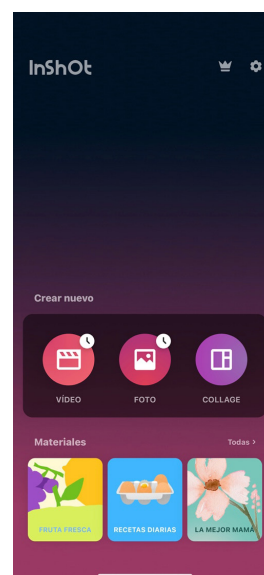 InShOt
Crear nuevo
VÍDEO
FOTO
COLLAGE
Materiales
Todas >
FRUTA FRESCA
RECETAS DIARIAS
LA MEJOR MAMÁ